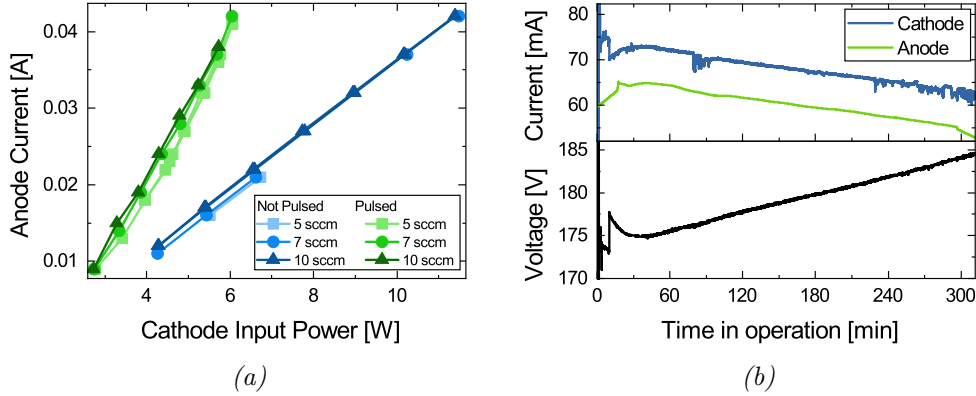 0.04
0.03
0.02
0.01
Anode Current [A]
Not Pulsed Pulsed
5 sccm 5 sccm
7 sccm 7 sccm
10 sccm 10 sccm
4 6 8 10
Cathode Input Power [W]
(a)
80
70
60
Current [mA]
Cathode
Anode
185
180
175
170
Voltage [V]
0 60 120 180 240 300
Time in operation [min]
(b)